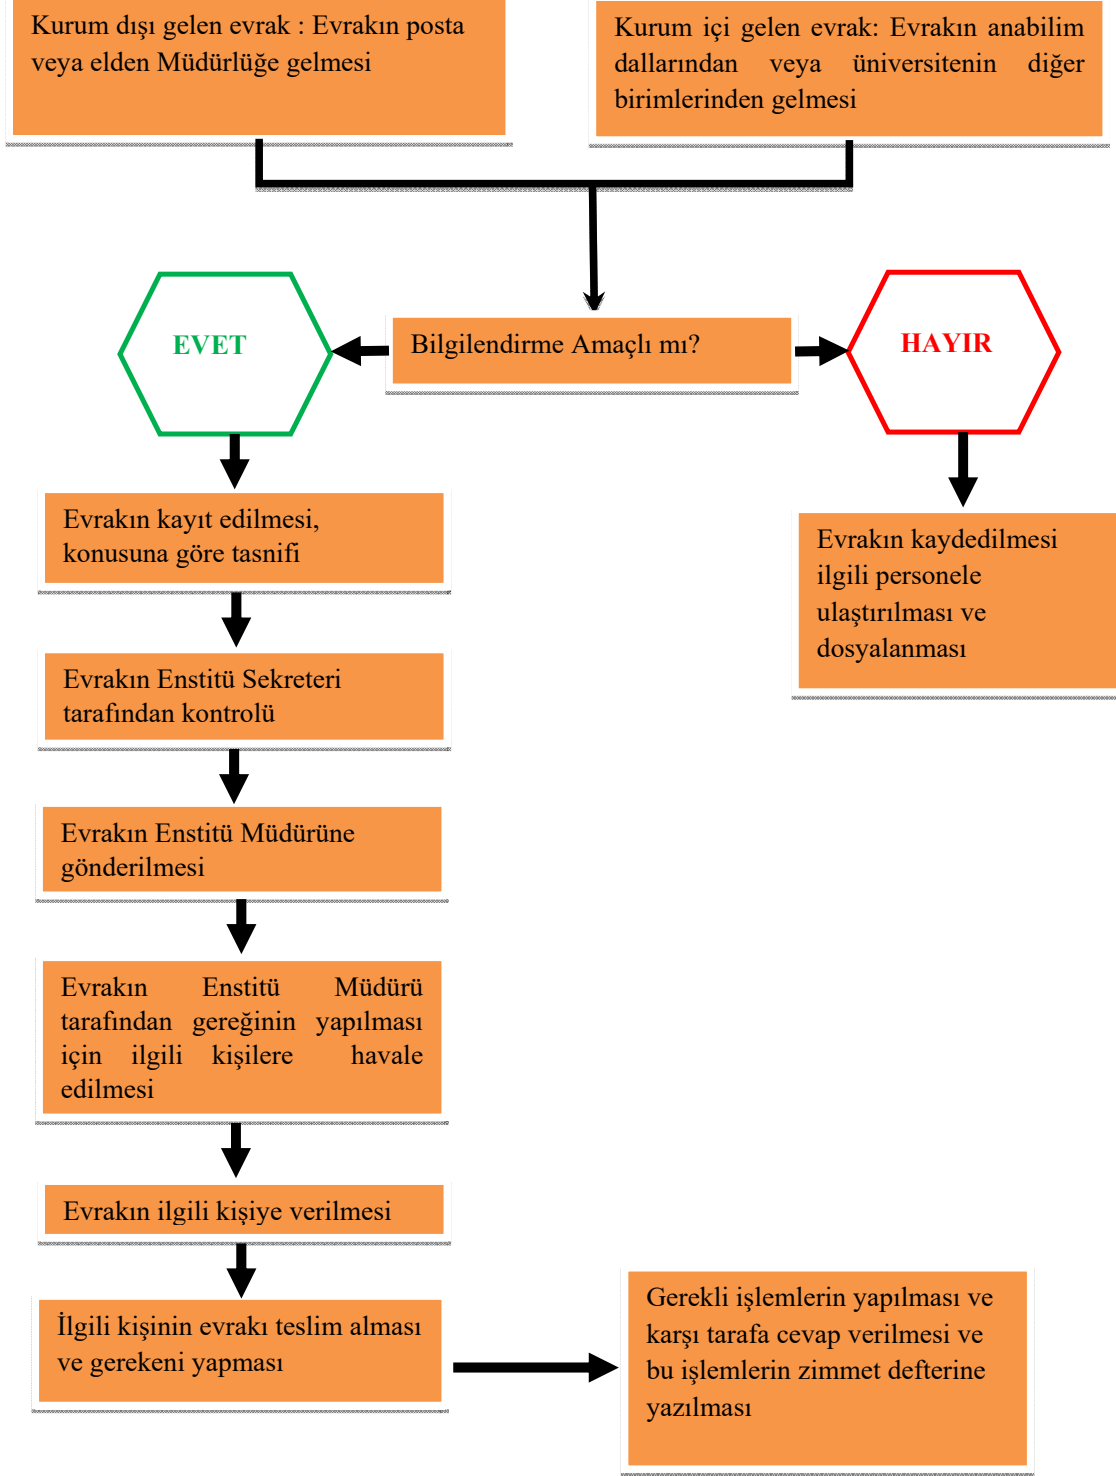 Kurum dışı gelen evrak : Evrakın posta
veya elden Müdürlüğe gelmesi
Kurum içi gelen evrak: Evrakın anabilim
dallarından veya üniversitenin diğer
birimlerinden gelmesi
EVET
Bilgilendirme Amaçlı mı?
HAYIR
Evrakın kayıt edilmesi,
konusuna göre tasnifi
Evrakın kaydedilmesi
ilgili personele
ulaştırılması ve
dosyalanması
Evrakın Enstitü Sekreteri
tarafından kontrolü
Evrakın Enstitü Müdürüne
gönderilmesi
Evrakın Enstitü Müdürü
tarafından gereğinin yapılması
için ilgili kişilere havale
edilmesi
Evrakın ilgili kişiye verilmesi
İlgili kişinin evrakı teslim alması
ve gerekeni yapması
Gerekli işlemlerin yapılması ve
karşı tarafa cevap verilmesi ve
bu işlemlerin zimmet defterine
yazılması